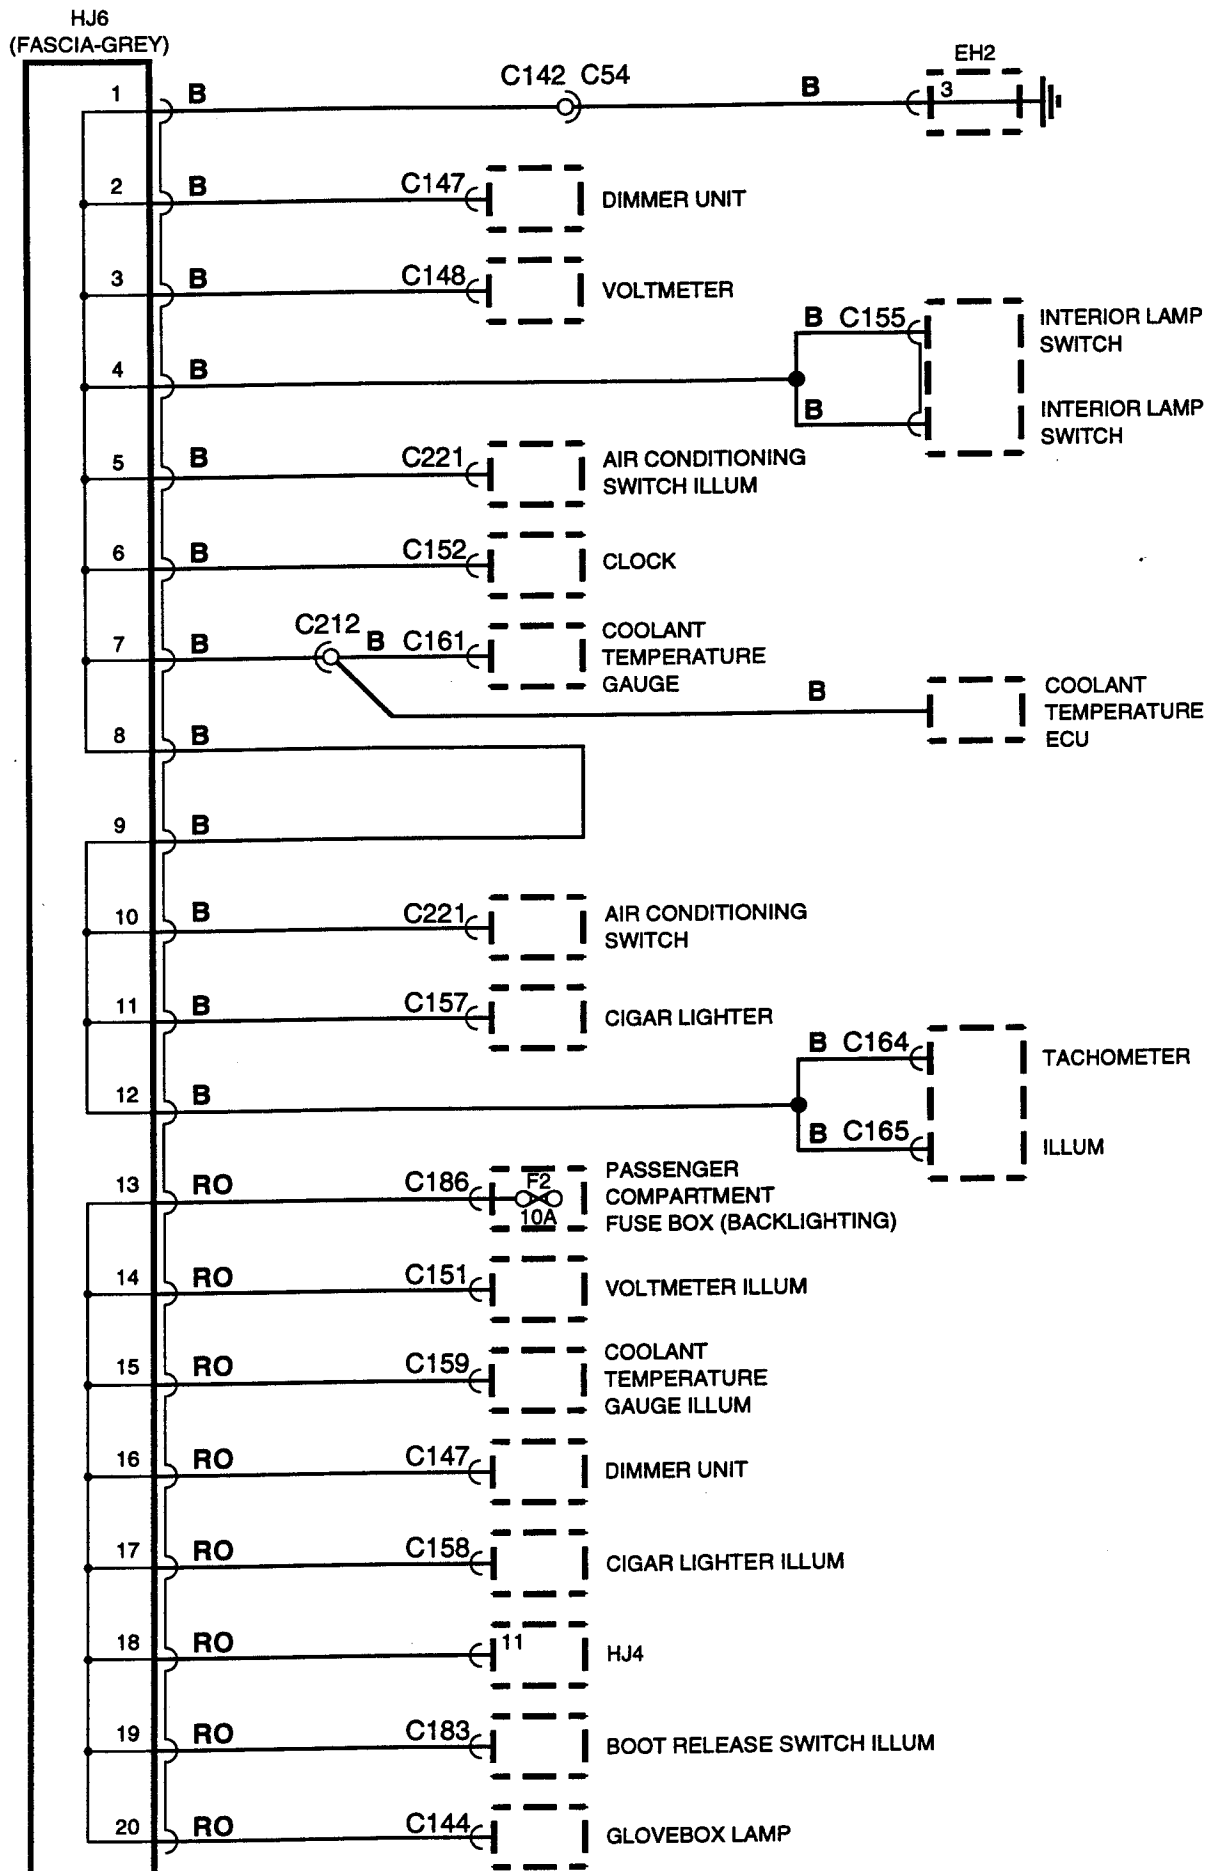 HJ6
(FASCIA-GREY)
1 B C142 C54 B EH2 3
2 B C147 DIMMER UNIT
3 B C148 VOLTMETER
B C155 INTERIOR LAMP
SWITCH
4 B
B INTERIOR LAMP
SWITCH
5 B C221 AIR CONDITIONING
SWITCH ILLUM
6 B C152 CLOCK
7 B C212 B C161 COOLANT
TEMPERATURE
GAUGE
B COOLANT
TEMPERATURE
ECU
8 B
9 B
10 B C221 AIR CONDITIONING
SWITCH
11 B C157 CIGAR LIGHTER
B C164 TACHOMETER
12 B
B C165 ILLUM
13 RO C186 F2 10A PASSENGER
COMPARTMENT
FUSE BOX (BACKLIGHTING)
14 RO C151 VOLTMETER ILLUM
15 RO C159 COOLANT
TEMPERATURE
GAUGE ILLUM
16 RO C147 DIMMER UNIT
17 RO C158 CIGAR LIGHTER ILLUM
18 RO 11 HJ4
19 RO C183 BOOT RELEASE SWITCH ILLUM
20 RO C144 GLOVEBOX LAMP